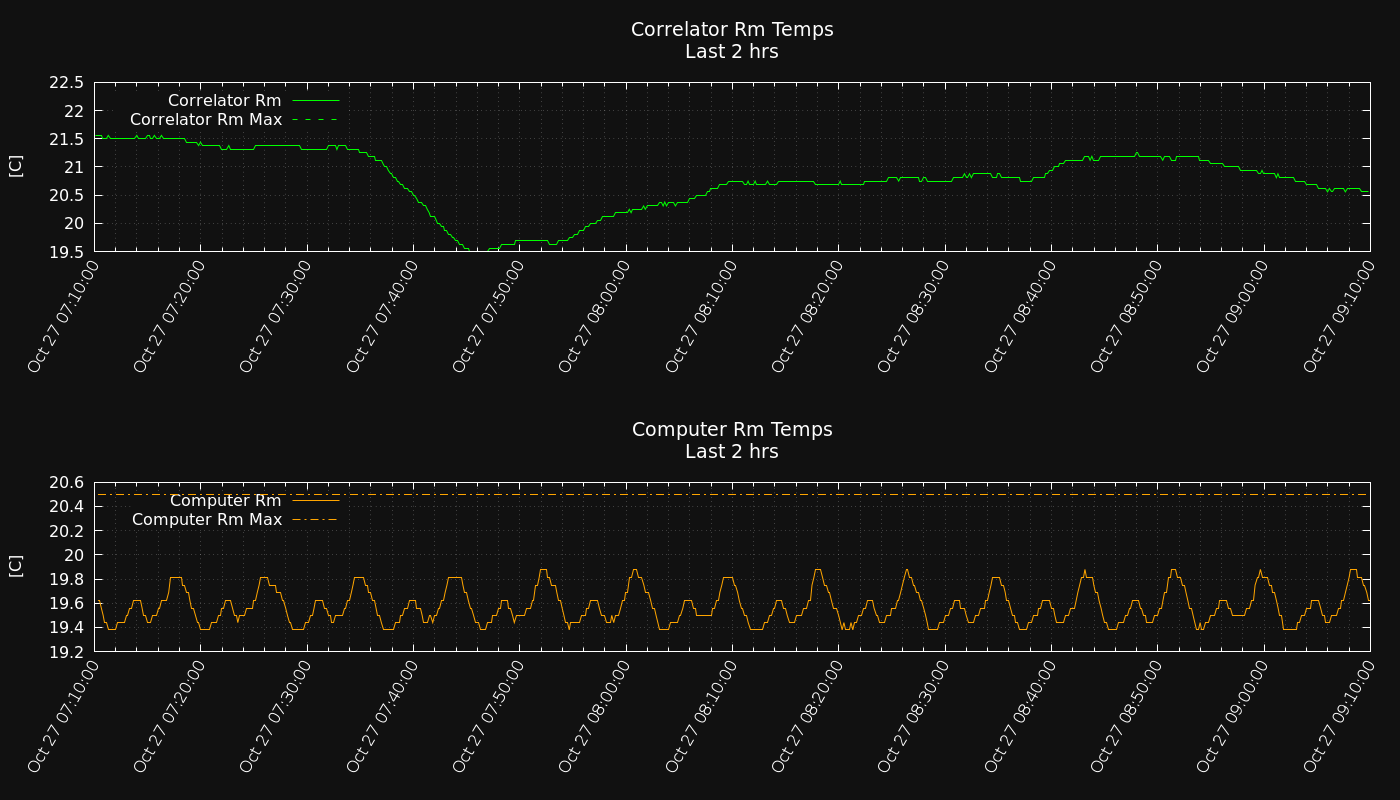 Correlator Rm Temps
Last 2 hrs
22.5
22
21.5
21
20.5
20
19.5
[C]
Correlator Rm
Correlator Rm Max
Oct 27 07:10:00
Oct 27 07:20:00
Oct 27 07:30:00
Oct 27 07:40:00
Oct 27 07:50:00
Oct 27 08:00:00
Oct 27 08:10:00
Oct 27 08:20:00
Oct 27 08:30:00
Oct 27 08:40:00
Oct 27 08:50:00
Oct 27 09:00:00
Oct 27 09:10:00
Computer Rm Temps
Last 2 hrs
20.6
20.4
20.2
20
19.8
19.6
19.4
19.2
[C]
Computer Rm
Computer Rm Max
Oct 27 07:10:00
Oct 27 07:20:00
Oct 27 07:30:00
Oct 27 07:40:00
Oct 27 07:50:00
Oct 27 08:00:00
Oct 27 08:10:00
Oct 27 08:20:00
Oct 27 08:30:00
Oct 27 08:40:00
Oct 27 08:50:00
Oct 27 09:00:00
Oct 27 09:10:00